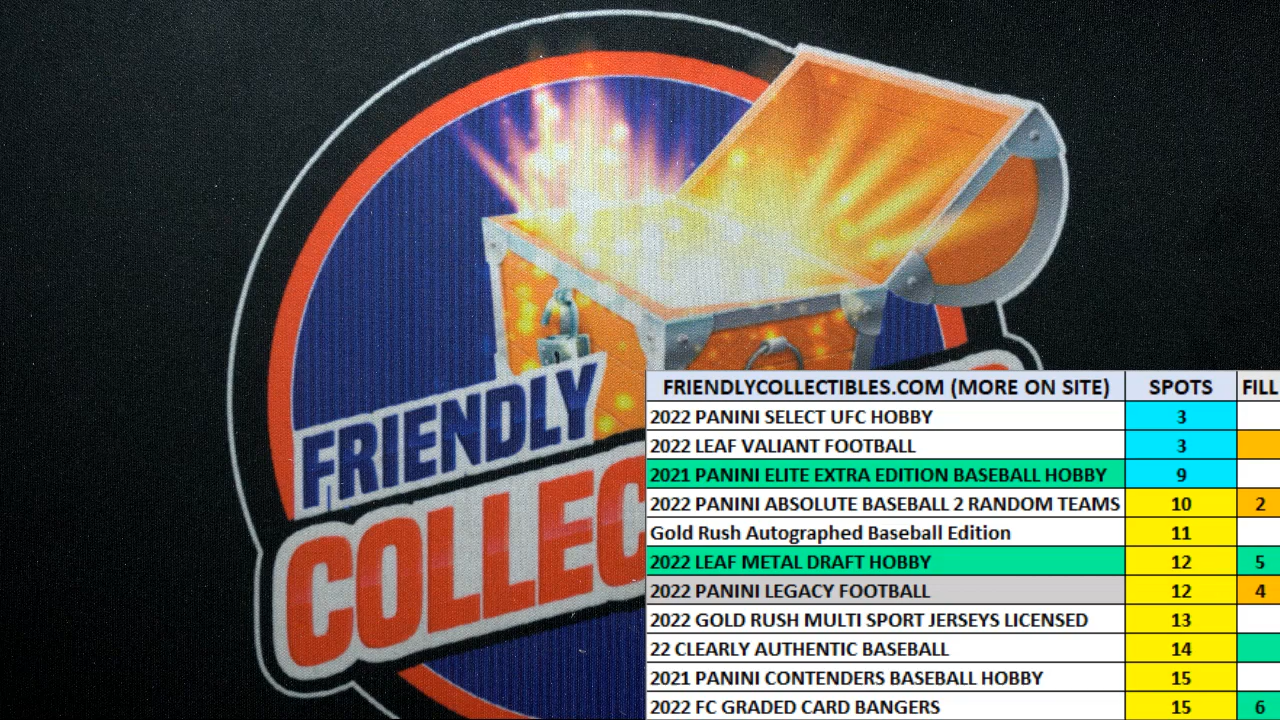 FRIENDLY
COLLEC
FRIENDLYCOLLECTIBLES.COM (MORE ON SITE) SPOTS FILL
2022 PANINI SELECT UFC HOBBY 3
2022 LEAF VALIANT FOOTBALL 3
2021 PANINI ELITE EXTRA EDITION BASEBALL HOBBY 9
2022 PANINI ABSOLUTE BASEBALL 2 RANDOM TEAMS 10 2
Gold Rush Autographed Baseball Edition 11
2022 LEAF METAL DRAFT HOBBY 12 5
2022 PANINI LEGACY FOOTBALL 12 4
2022 GOLD RUSH MULTI SPORT JERSEYS LICENSED 13
22 CLEARLY AUTHENTIC BASEBALL 14
2021 PANINI CONTENDERS BASEBALL HOBBY 15
2022 FC GRADED CARD BANGERS 15 6